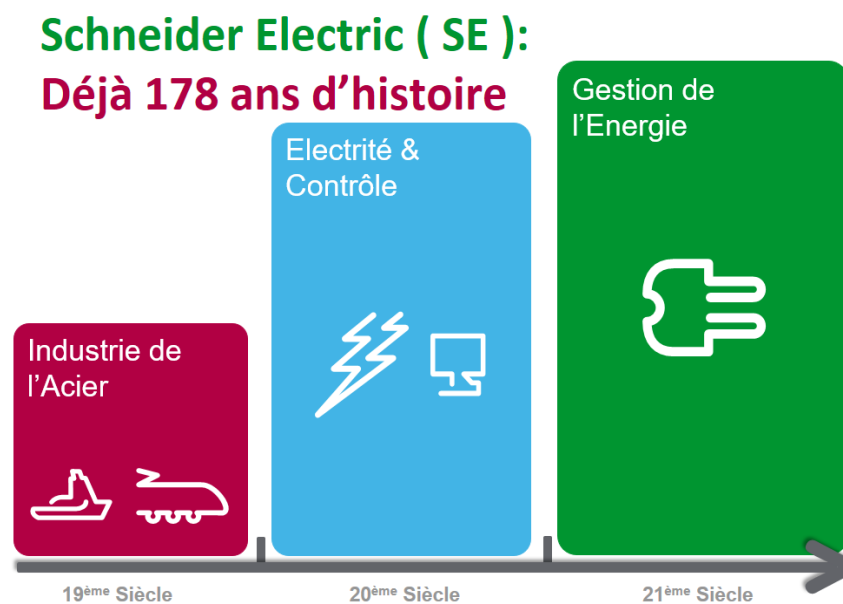 Schneider Electric ( SE ):
Déjà 178 ans d’histoire
Gestion de
l’Energie
Electrité &
Contrôle
Industrie de
l’Acier
19ème Siècle
20ème Siècle
21ème Siècle